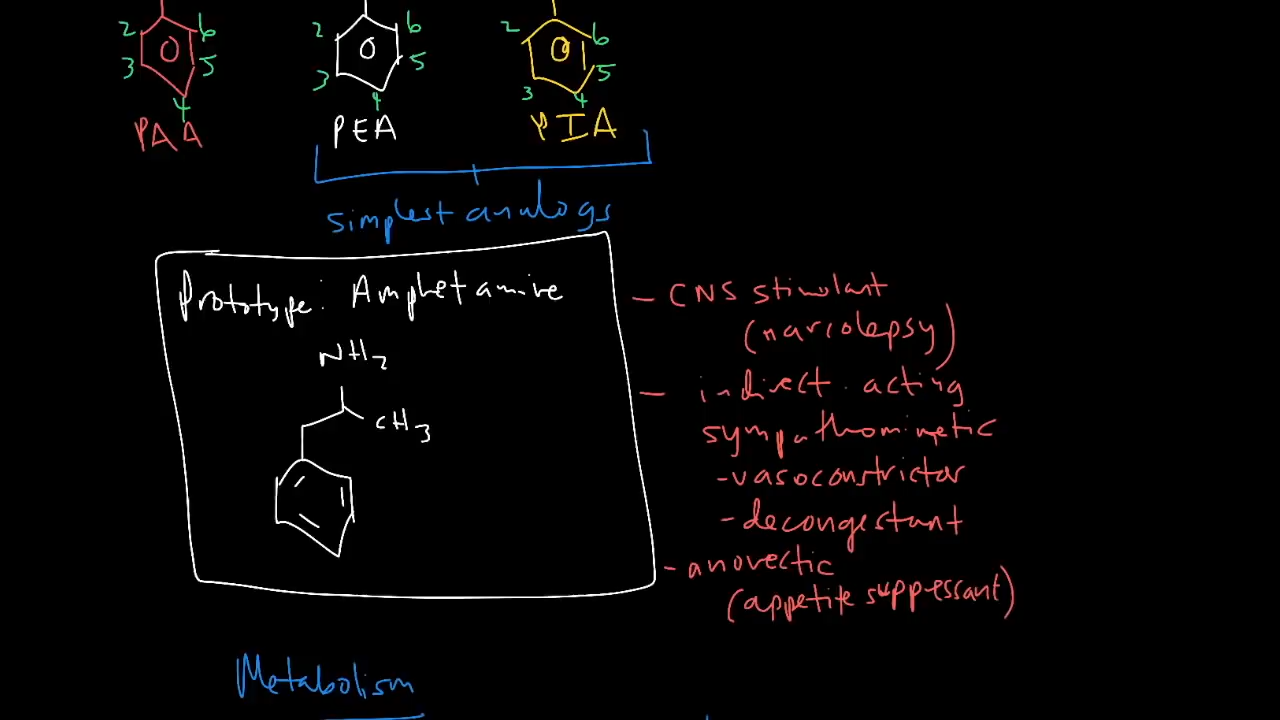 2 6 2 6 2 6
3 5 3 5 3 5
4 4 4
PAA PEA PIA
simplest analogs
Prototype: Amphetamine
NH2
CH3
- CNS stimulant
(narcolepsy)
- indirect acting
sympathomimetic
- vasoconstrictor
- decongestant
- anorectic
(appetite suppressant)
Metabolism